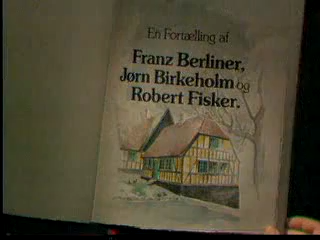 En Fortælling af
Franz Berliner,
Jørn Birkeholm og
Robert Fisker.